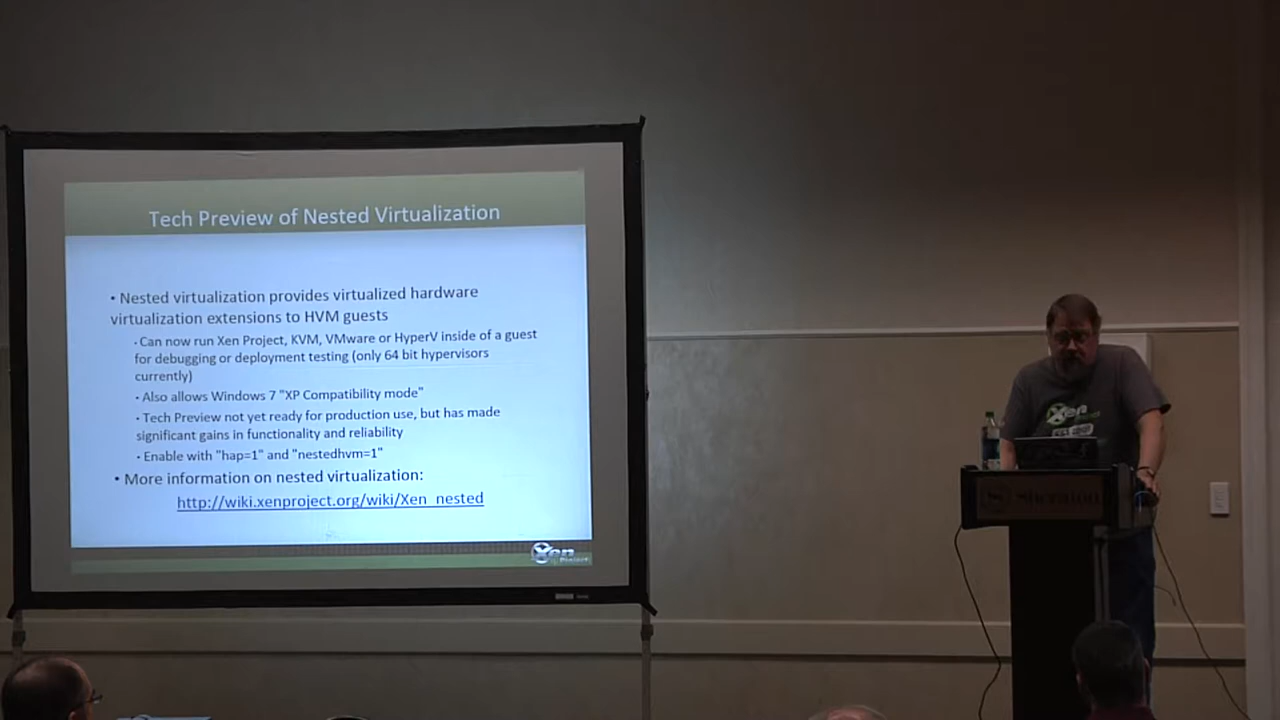 Tech Preview of Nested Virtualization
• Nested virtualization provides virtualized hardware
virtualization extensions to HVM guests
· Can now run Xen Project, KVM, VMware or HyperV inside of a guest
for debugging or deployment testing (only 64 bit hypervisors
currently)
· Also allows Windows 7 "XP Compatibility mode"
· Tech Preview not yet ready for production use, but has made
significant gains in functionality and reliability
· Enable with "hap=1" and "nestedhvm=1"
• More information on nested virtualization:
http://wiki.xenproject.org/wiki/Xen_nested
Xen
Project
Xen
Sheraton